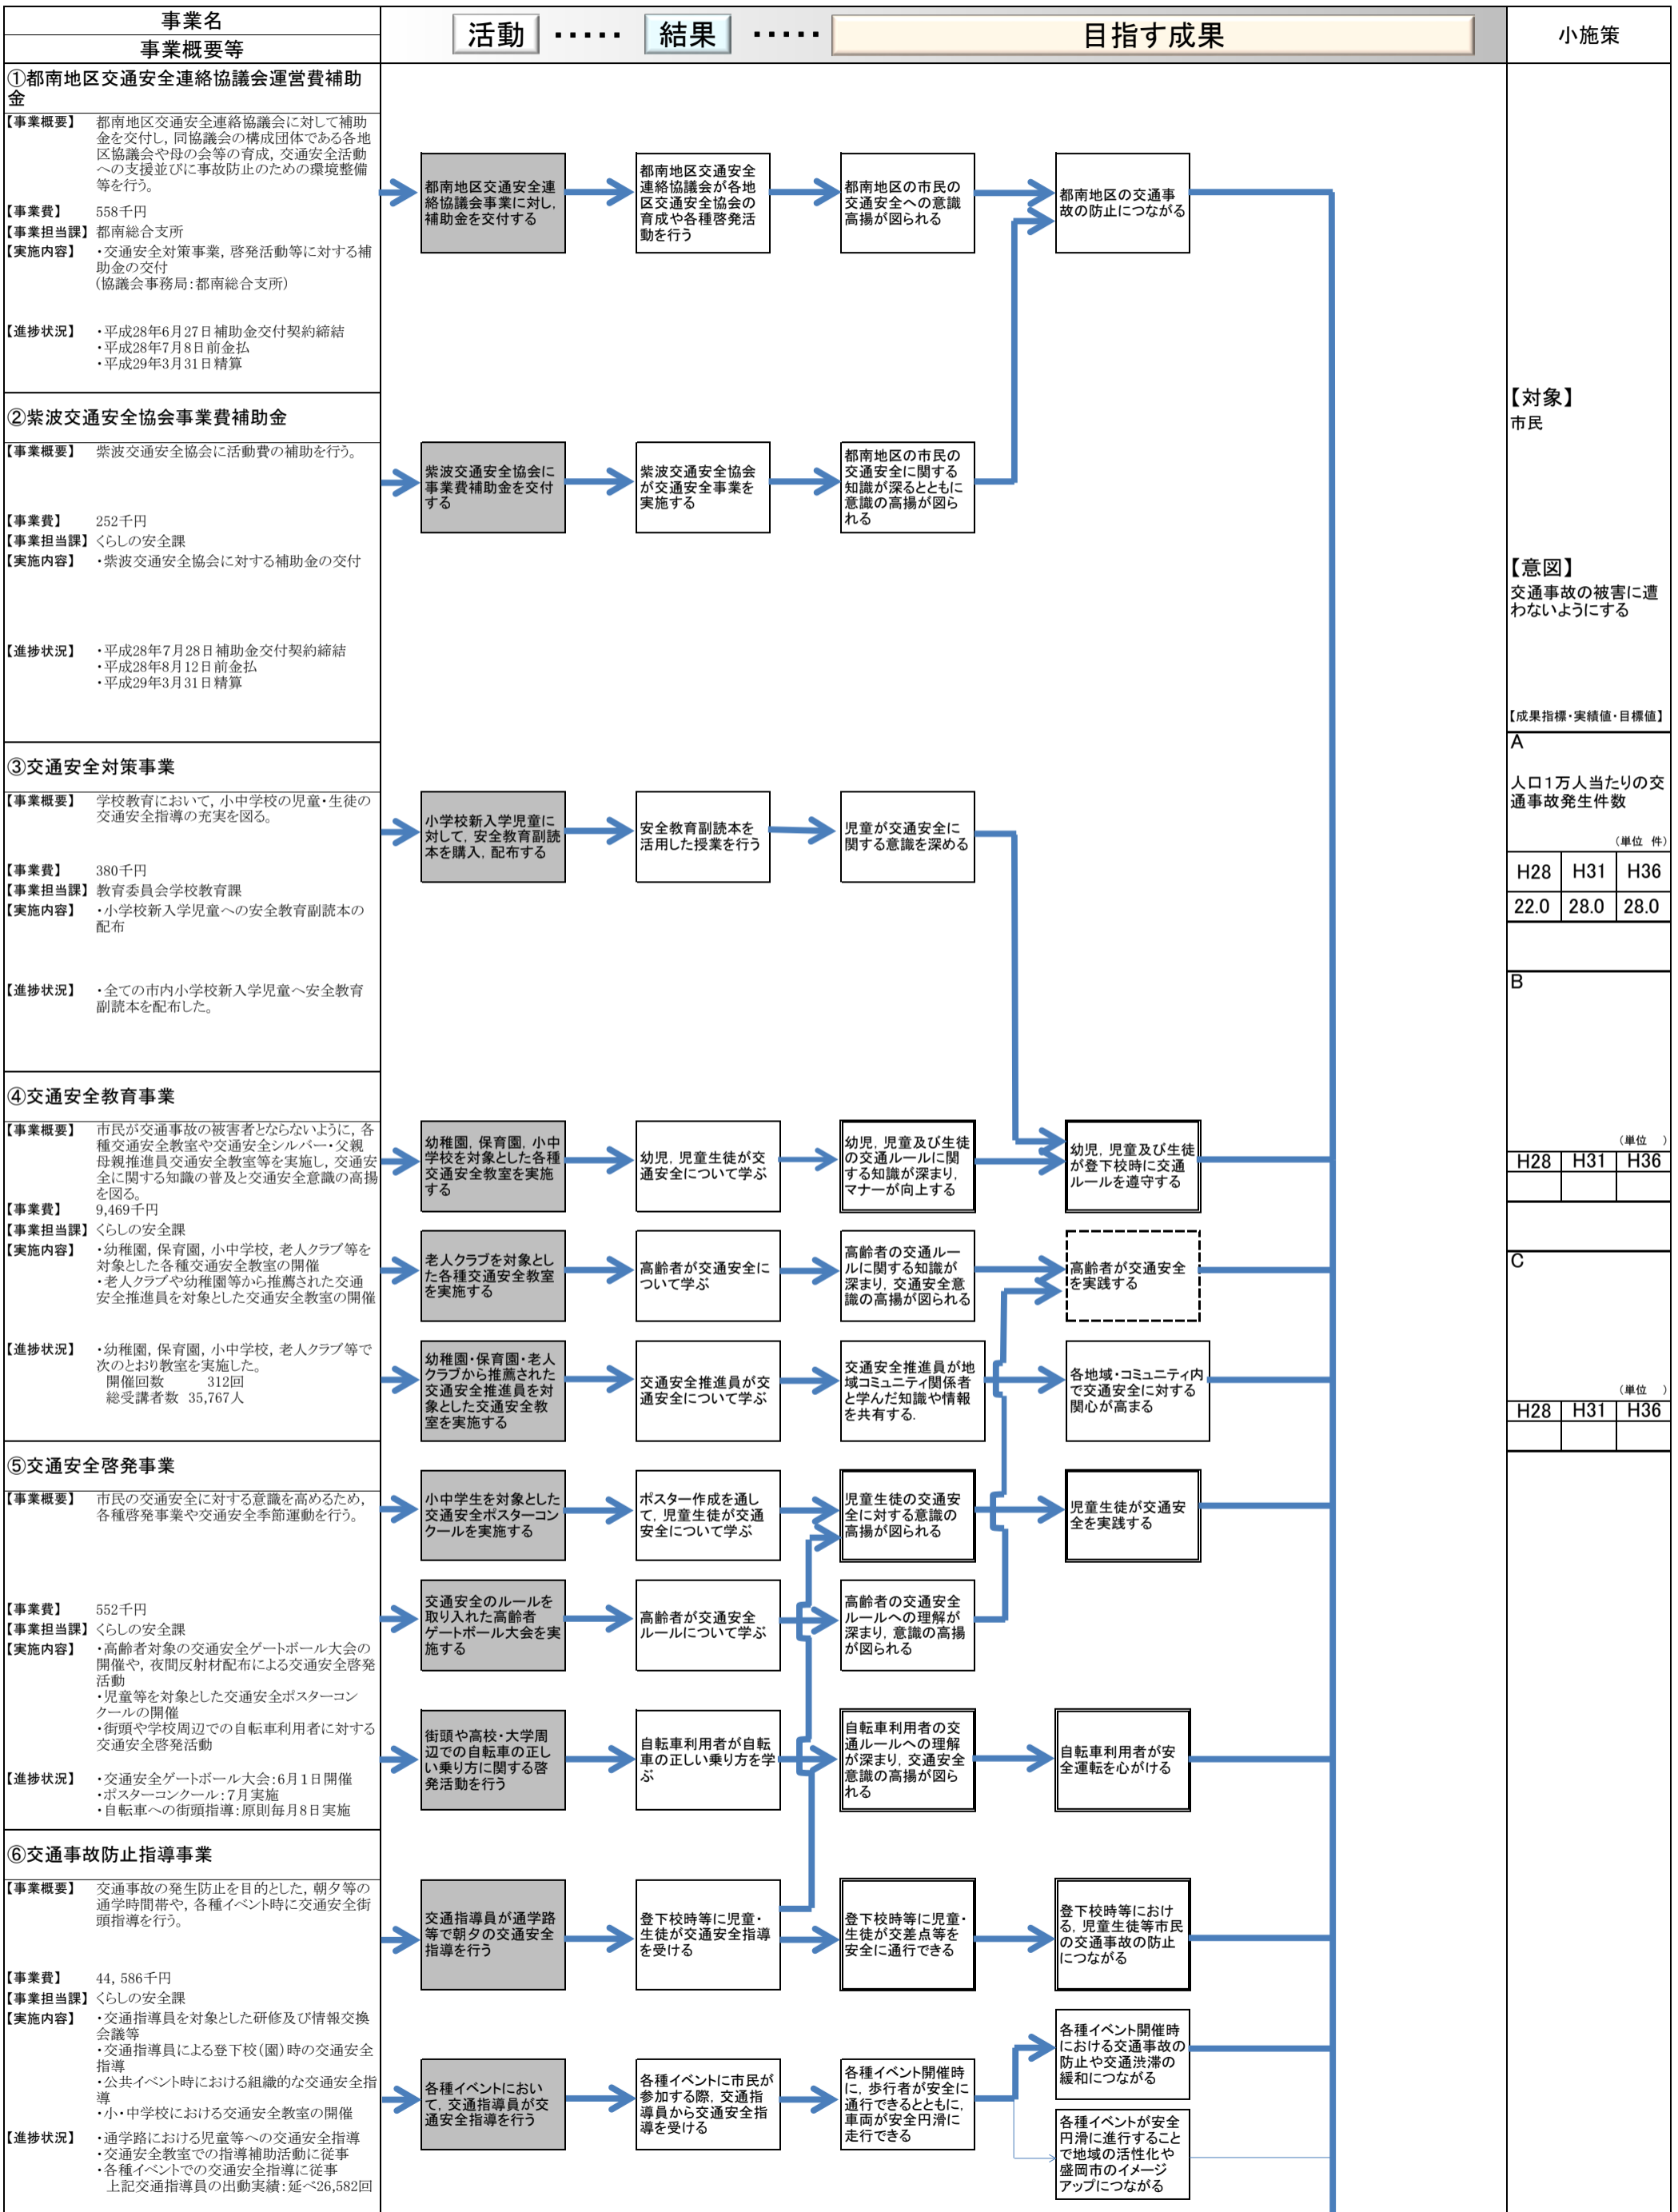 事業名
事業概要等
活動 ・・・・・ 結果 ・・・・・ 目指す成果
小施策
①都南地区交通安全連絡協議会運営費補助
金
【事業概要】 都南地区交通安全連絡協議会に対して補助
金を交付し，同協議会の構成団体である各地
区協議会や母の会等の育成，交通安全活動
への支援並びに事故防止のための環境整備
等を行う。
【事業費】 558千円
【事業担当課】 都南総合支所
【実施内容】 ・交通安全対策事業，啓発活動等に対する補
助金の交付
（協議会事務局：都南総合支所）
【進捗状況】 ・平成28年6月27日補助金交付契約締結
・平成28年7月8日前金払
・平成29年3月31日精算
都南地区交通安全連
絡協議会事業に対し，
補助金を交付する
都南地区交通安全
連絡協議会が各地
区交通安全協会の
育成や各種啓発活
動を行う
都南地区の市民の
交通安全への意識
高揚が図られる
都南地区の交通事
故の防止につながる
②紫波交通安全協会事業費補助金
【事業概要】 紫波交通安全協会に活動費の補助を行う。
【事業費】 252千円
【事業担当課】 くらしの安全課
【実施内容】 ・紫波交通安全協会に対する補助金の交付
【進捗状況】 ・平成28年7月28日補助金交付契約締結
・平成28年8月12日前金払
・平成29年3月31日精算
紫波交通安全協会に
事業費補助金を交付
する
紫波交通安全協会
が交通安全事業を
実施する
都南地区の市民の
交通安全に関する
知識が深るとともに
意識の高揚が図ら
れる
③交通安全対策事業
【事業概要】 学校教育において，小中学校の児童・生徒の
交通安全指導の充実を図る。
【事業費】 380千円
【事業担当課】 教育委員会学校教育課
【実施内容】 ・小学校新入学児童への安全教育副読本の
配布
【進捗状況】 ・全ての市内小学校新入学児童へ安全教育
副読本を配布した。
小学校新入学児童に
対して，安全教育副読
本を購入，配布する
安全教育副読本を
活用した授業を行う
児童が交通安全に
関する意識を深める
④交通安全教育事業
【事業概要】 市民が交通事故の被害者とならないように，各
種交通安全教室や交通安全シルバー・父親
母親推進員交通安全教室等を実施し，交通安
全に関する知識の普及と交通安全意識の高揚
を図る。
【事業費】 9,469千円
【事業担当課】 くらしの安全課
【実施内容】 ・幼稚園，保育園，小中学校，老人クラブ等を
対象とした各種交通安全教室の開催
・老人クラブや幼稚園等から推薦された交通
安全推進員を対象とした交通安全教室の開催
【進捗状況】 ・幼稚園，保育園，小中学校，老人クラブ等で
次のとおり教室を実施した。
開催回数 312回
総受講者数 35,767人
幼稚園，保育園，小中
学校を対象とした各種
交通安全教室を実施
する
幼児，児童生徒が交
通安全について学ぶ
幼児，児童及び生徒
の交通ルールに関
する知識が深まり，
マナーが向上する
幼児，児童及び生徒
が登下校時に交通
ルールを遵守する
老人クラブを対象とし
た各種交通安全教室
を実施する
高齢者が交通安全に
ついて学ぶ
高齢者の交通ルー
ルに関する知識が
深まり，交通安全意
識の高揚が図られる
高齢者が交通安全
を実践する
幼稚園・保育園・老人
クラブから推薦された
交通安全推進員を対
象とした交通安全教
室を実施する
交通安全推進員が交
通安全について学ぶ
交通安全推進員が地
域コミュニティ関係者
と学んだ知識や情報
を共有する．
各地域・コミュニティ内
で交通安全に対する
関心が高まる
⑤交通安全啓発事業
【事業概要】 市民の交通安全に対する意識を高めるため，
各種啓発事業や交通安全季節運動を行う。
【事業費】 552千円
【事業担当課】 くらしの安全課
【実施内容】 ・高齢者対象の交通安全ゲートボール大会の
開催や，夜間反射材配布による交通安全啓発
活動
・児童等を対象とした交通安全ポスターコン
クールの開催
・街頭や学校周辺での自転車利用者に対する
交通安全啓発活動
【進捗状況】 ・交通安全ゲートボール大会：6月1日開催
・ポスターコンクール：7月実施
・自転車への街頭指導：原則毎月8日実施
小中学生を対象とした
交通安全ポスターコン
クールを実施する
ポスター作成を通し
て，児童生徒が交通
安全について学ぶ
児童生徒の交通安
全に対する意識の
高揚が図られる
児童生徒が交通安
全を実践する
交通安全のルールを
取り入れた高齢者
ゲートボール大会を実
施する
高齢者が交通安全
ルールについて学ぶ
高齢者の交通安全
ルールへの理解が
深まり，意識の高揚
が図られる
街頭や高校・大学周
辺での自転車の正し
い乗り方に関する啓
発活動を行う
自転車利用者が自転
車の正しい乗り方を学
ぶ
自転車利用者の交
通ルールへの理解
が深まり，交通安全
意識の高揚が図ら
れる
自転車利用者が安
全運転を心がける
⑥交通事故防止指導事業
【事業概要】 交通事故の発生防止を目的とした，朝夕等の
通学時間帯や，各種イベント時に交通安全街
頭指導を行う。
【事業費】 44，586千円
【事業担当課】 くらしの安全課
【実施内容】 ・交通指導員を対象とした研修及び情報交換
会議等
・交通指導員による登下校（園）時の交通安全
指導
・公共イベント時における組織的な交通安全指
導
・小・中学校における交通安全教室の開催
【進捗状況】 ・通学路における児童等への交通安全指導
・交通安全教室での指導補助活動に従事
・各種イベントでの交通安全指導に従事
上記交通指導員の出動実績：延べ26,582回
交通指導員が通学路
等で朝夕の交通安全
指導を行う
登下校時等に児童・
生徒が交通安全指導
を受ける
登下校時等に児童・
生徒が交差点等を
安全に通行できる
登下校時等におけ
る，児童生徒等市民
の交通事故の防止
につながる
各種イベントにおい
て，交通指導員が交
通安全指導を行う
各種イベントに市民が
参加する際，交通指
導員から交通安全指
導を受ける
各種イベント開催時
に，歩行者が安全に
通行できるとともに，
車両が安全円滑に
走行できる
各種イベント開催時
における交通事故の
防止や交通渋滞の
緩和につながる
各種イベントが安全
円滑に進行すること
で地域の活性化や
盛岡市のイメージ
アップにつながる
【対象】
市民
【意図】
交通事故の被害に遭
わないようにする
【成果指標・実績値・目標値】
A
人口１万人当たりの交
通事故発生件数
（単位 件）
H28 H31 H36
22.0 28.0 28.0
B
（単位 ）
H28 H31 H36
C
（単位 ）
H28 H31 H36